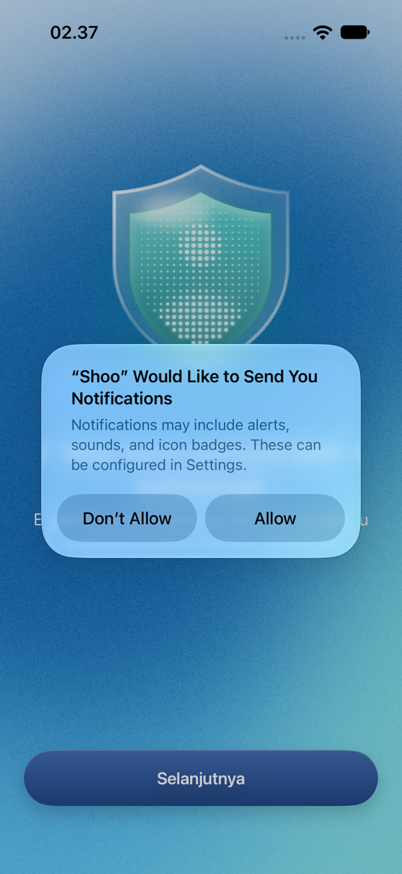 02.37
“Shoo” Would Like to Send You
Notifications
Notifications may include alerts,
sounds, and icon badges. These can
be configured in Settings.
Don’t Allow
Allow
Selanjutnya